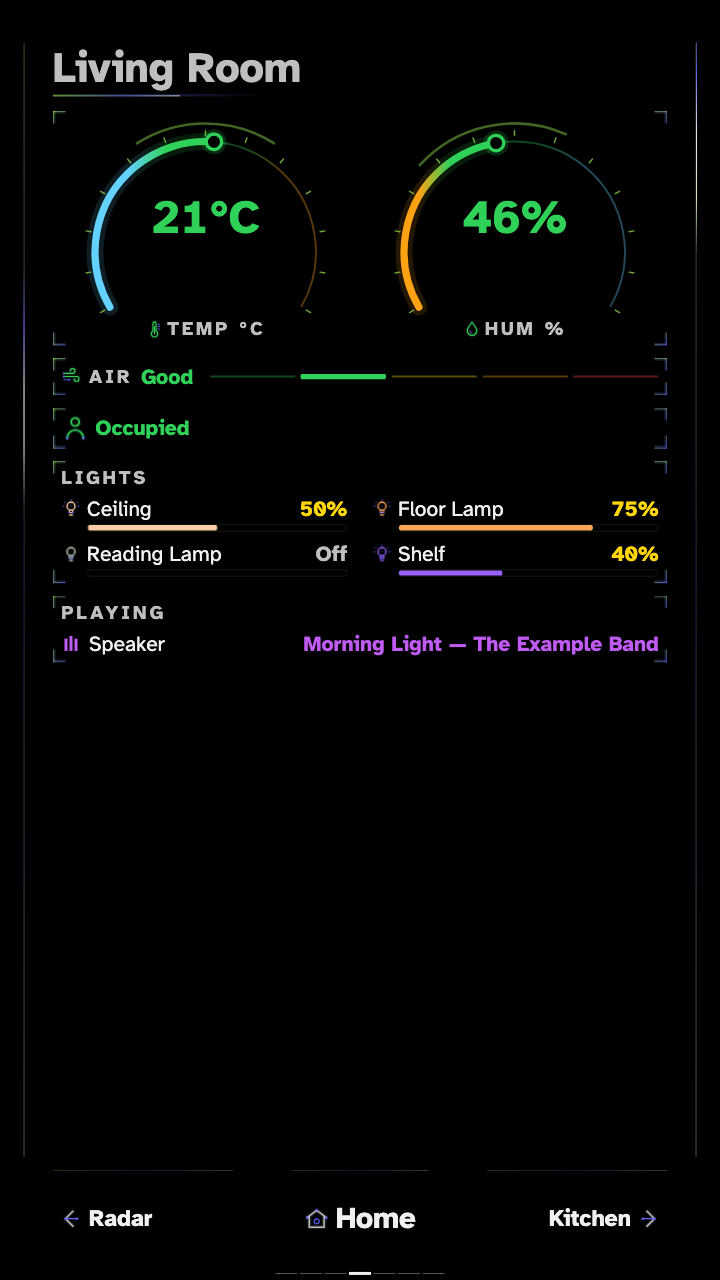 Living Room
21°C
46%
TEMP °C
HUM %
AIR Good
Occupied
LIGHTS
Ceiling 50%
Floor Lamp 75%
Reading Lamp Off
Shelf 40%
PLAYING
Speaker Morning Light — The Example Band
Radar
Home
Kitchen